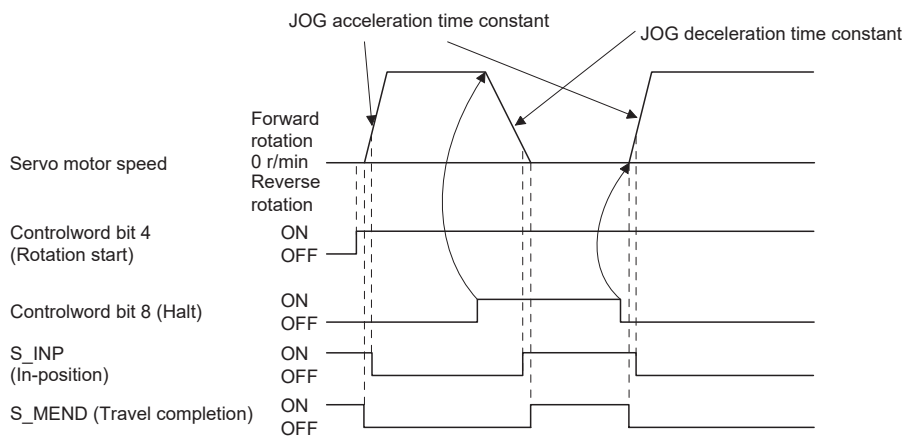 JOG acceleration time constant
JOG deceleration time constant
Forward
rotation
Servo motor speed
0 r/min
Reverse
rotation
Controlword bit 4
(Rotation start)
ON
OFF
Controlword bit 8 (Halt)
ON
OFF
S_INP
(In-position)
ON
OFF
S_MEND (Travel completion)
ON
OFF